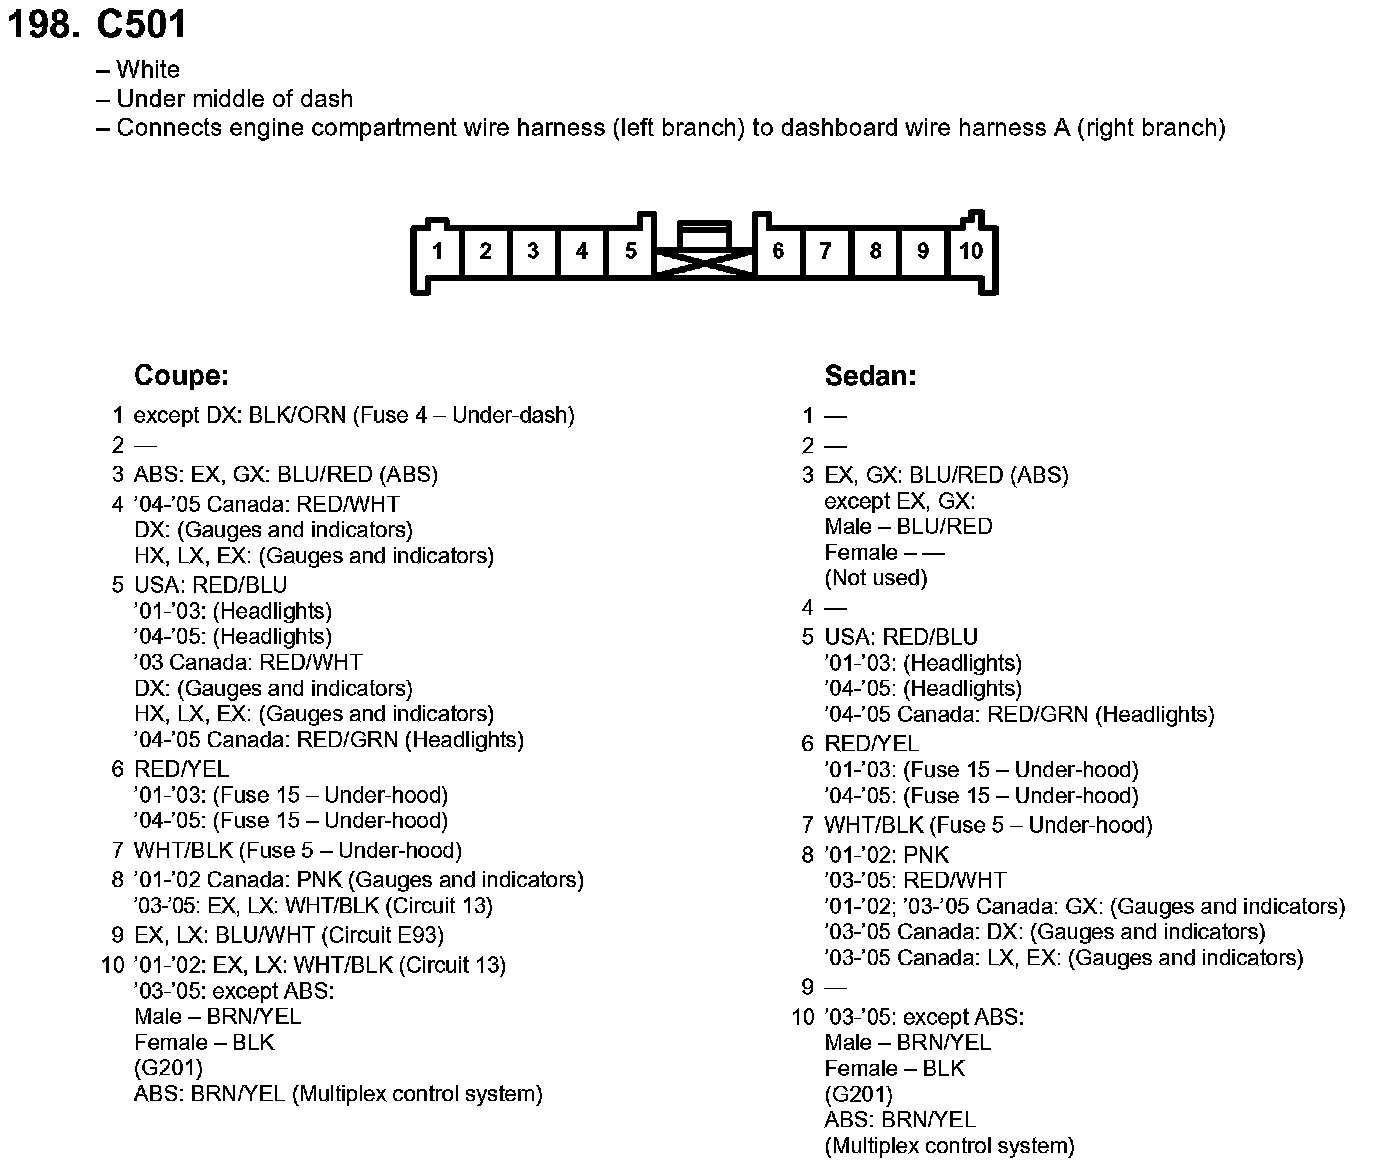 198. C501
– White
– Under middle of dash
– Connects engine compartment wire harness (left branch) to dashboard wire harness A (right branch)
1 2 3 4 5 6 7 8 9 10
Coupe:
1 except DX: BLK/ORN (Fuse 4 – Under-dash)
2 —
3 ABS: EX, GX: BLU/RED (ABS)
4 ’04-’05 Canada: RED/WHT
DX: (Gauges and indicators)
HX, LX, EX: (Gauges and indicators)
5 USA: RED/BLU
’01-’03: (Headlights)
’04-’05: (Headlights)
’03 Canada: RED/WHT
DX: (Gauges and indicators)
HX, LX, EX: (Gauges and indicators)
’04-’05 Canada: RED/GRN (Headlights)
6 RED/YEL
’01-’03: (Fuse 15 – Under-hood)
’04-’05: (Fuse 15 – Under-hood)
7 WHT/BLK (Fuse 5 – Under-hood)
8 ’01-’02 Canada: PNK (Gauges and indicators)
’03-’05: EX, LX: WHT/BLK (Circuit 13)
9 EX, LX: BLU/WHT (Circuit E93)
10 ’01-’02: EX, LX: WHT/BLK (Circuit 13)
’03-’05: except ABS:
Male – BRN/YEL
Female – BLK
(G201)
ABS: BRN/YEL (Multiplex control system)
Sedan:
1 —
2 —
3 EX, GX: BLU/RED (ABS)
except EX, GX:
Male – BLU/RED
Female – —
(Not used)
4 —
5 USA: RED/BLU
’01-’03: (Headlights)
’04-’05: (Headlights)
’04-’05 Canada: RED/GRN (Headlights)
6 RED/YEL
’01-’03: (Fuse 15 – Under-hood)
’04-’05: (Fuse 15 – Under-hood)
7 WHT/BLK (Fuse 5 – Under-hood)
8 ’01-’02: PNK
’03-’05: RED/WHT
’01-’02; ’03-’05 Canada: GX: (Gauges and indicators)
’03-’05 Canada: DX: (Gauges and indicators)
’03-’05 Canada: LX, EX: (Gauges and indicators)
9 —
10 ’03-’05: except ABS:
Male – BRN/YEL
Female – BLK
(G201)
ABS: BRN/YEL
(Multiplex control system)